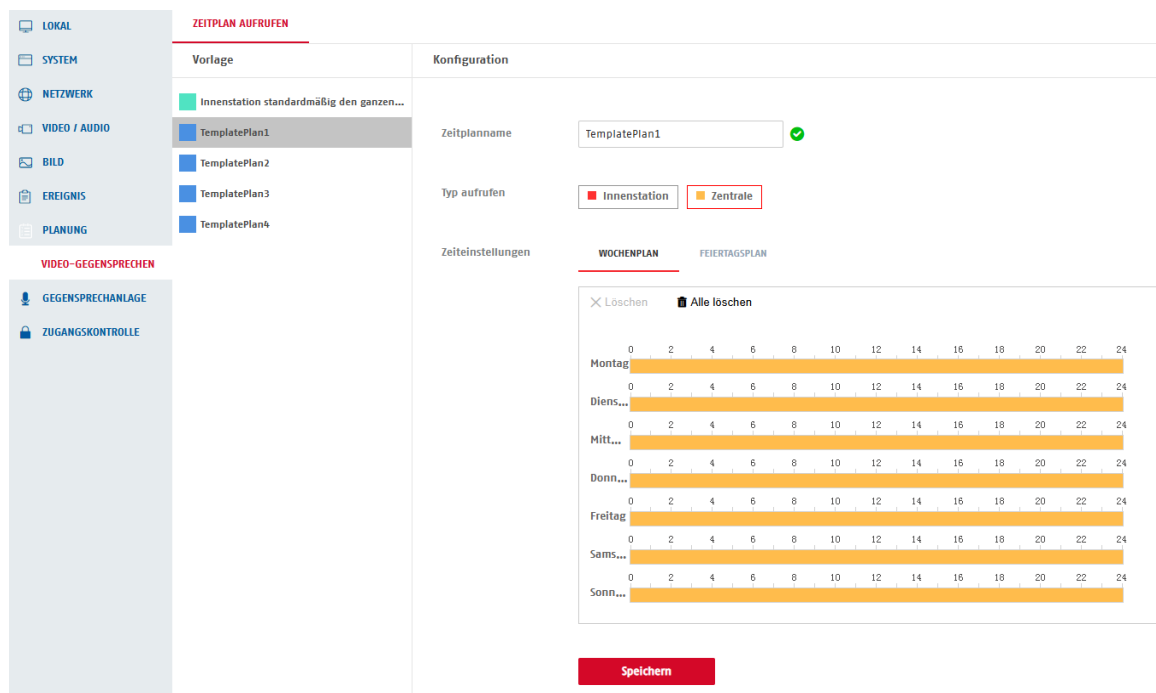 LOKAL
SYSTEM
NETZWERK
VIDEO / AUDIO
BILD
EREIGNIS
PLANUNG
VIDEO-GEGENSPRECHEN
GEGENSPRECHANLAGE
ZUGANGSKONTROLLE
ZEITPLAN AUFRUFEN
Vorlage
Innenstation standardmäßig den ganzen...
TemplatePlan1
TemplatePlan2
TemplatePlan3
TemplatePlan4
Konfiguration
Zeitplanname TemplatePlan1
Typ aufrufen Innenstation Zentrale
Zeiteinstellungen WOCHENPLAN FEIERTAGSPLAN
Löschen Alle löschen
0 2 4 6 8 10 12 14 16 18 20 22 24
Montag
0 2 4 6 8 10 12 14 16 18 20 22 24
Diens...
0 2 4 6 8 10 12 14 16 18 20 22 24
Mitt...
0 2 4 6 8 10 12 14 16 18 20 22 24
Donn...
0 2 4 6 8 10 12 14 16 18 20 22 24
Freitag
0 2 4 6 8 10 12 14 16 18 20 22 24
Sams...
0 2 4 6 8 10 12 14 16 18 20 22 24
Sonn...
Speichern